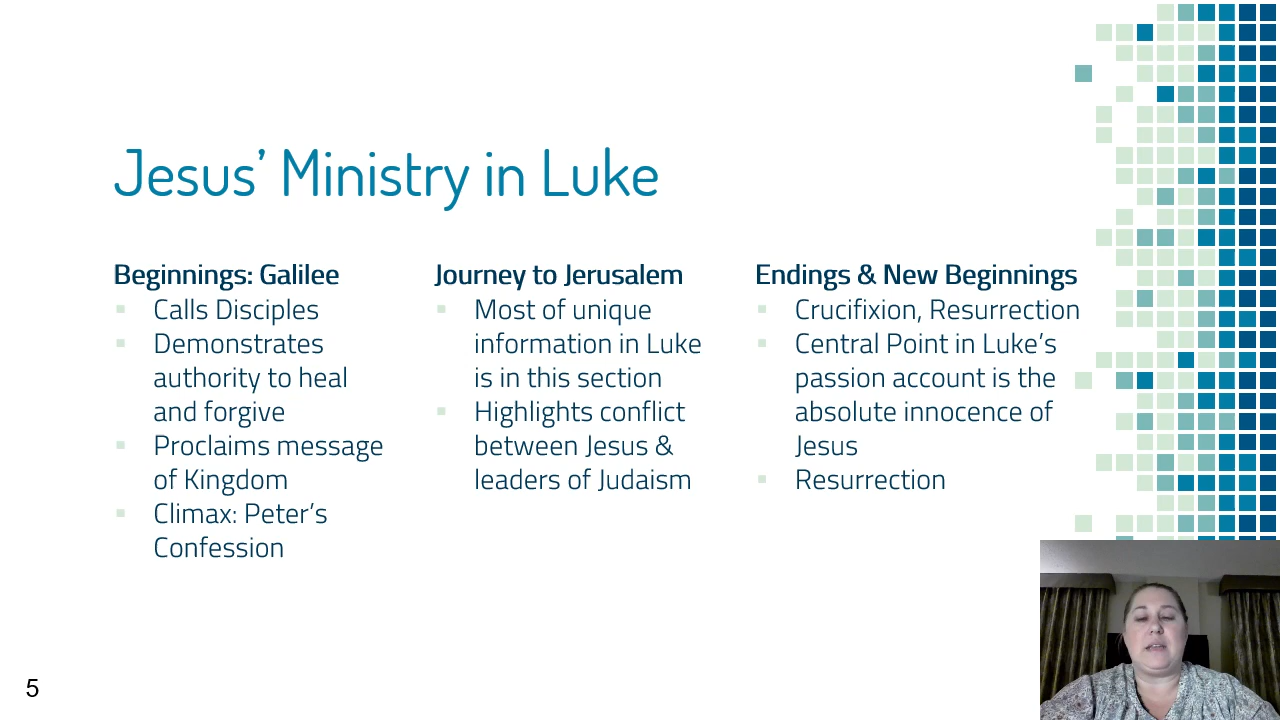 Jesus’ Ministry in Luke
Beginnings: Galilee
▪ Calls Disciples
▪ Demonstrates
authority to heal
and forgive
▪ Proclaims message
of Kingdom
▪ Climax: Peter’s
Confession
Journey to Jerusalem
▪ Most of unique
information in Luke
is in this section
▪ Highlights conflict
between Jesus &
leaders of Judaism
Endings & New Beginnings
▪ Crucifixion, Resurrection
▪ Central Point in Luke’s
passion account is the
absolute innocence of
Jesus
▪ Resurrection
5